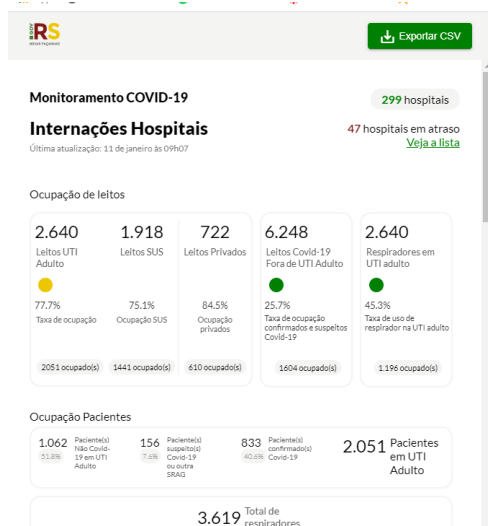 GOV
RS
NOVAS FAÇANHAS
Exportar CSV
Monitoramento COVID-19
299 hospitais
Internações Hospitais
47 hospitais em atraso
Última atualização: 11 de janeiro às 09h07
Veja a lista
Ocupação de leitos
2.640
Leitos UTI
Adulto
77.7%
Taxa de ocupação
2051 ocupado(s)
1.918
Leitos SUS
75.1%
Ocupação SUS
1441 ocupado(s)
722
Leitos Privados
84.5%
Ocupação
privados
610 ocupado(s)
6.248
Leitos Covid-19
Fora de UTI Adulto
25.7%
Taxa de ocupação
confirmados e suspeitos
Covid-19
1604 ocupado(s)
2.640
Respiradores em
UTI adulto
45.3%
Taxa de uso de
respirador na UTI adulto
1.196 ocupado(s)
Ocupação Pacientes
1.062
51.8%
Paciente(s)
Não Covid-
19 em UTI
Adulto
156
7.6%
Paciente(s)
suspeito(s)
Covid-19
ou outra
SRAG
833
40.6%
Paciente(s)
confirmado(s)
Covid-19
2.051 Pacientes
em UTI
Adulto
3.619 Total de
respiradores